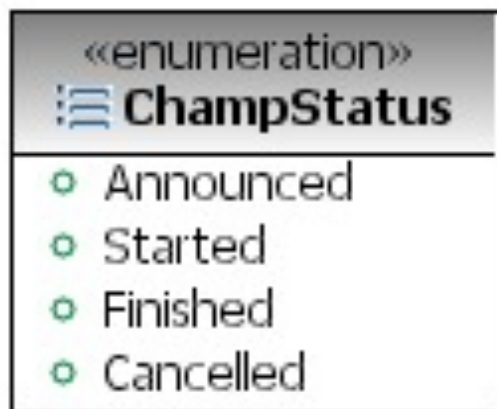 «enumeration»
ChampStatus
Announced
Started
Finished
Cancelled